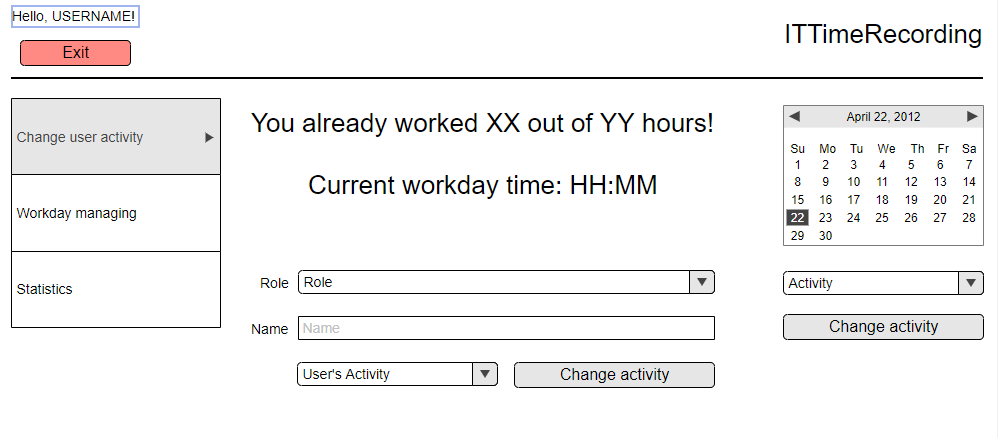 Hello, USERNAME!
Exit
ITTimeRecording
Change user activity
Workday managing
Statistics
You already worked XX out of YY hours!
Current workday time: HH:MM
Role Role
Name Name
User's Activity Change activity
April 22, 2012
Su Mo Tu We Th Fr Sa
1 2 3 4 5 6 7
8 9 10 11 12 13 14
15 16 17 18 19 20 21
22 23 24 25 26 27 28
29 30
Activity
Change activity